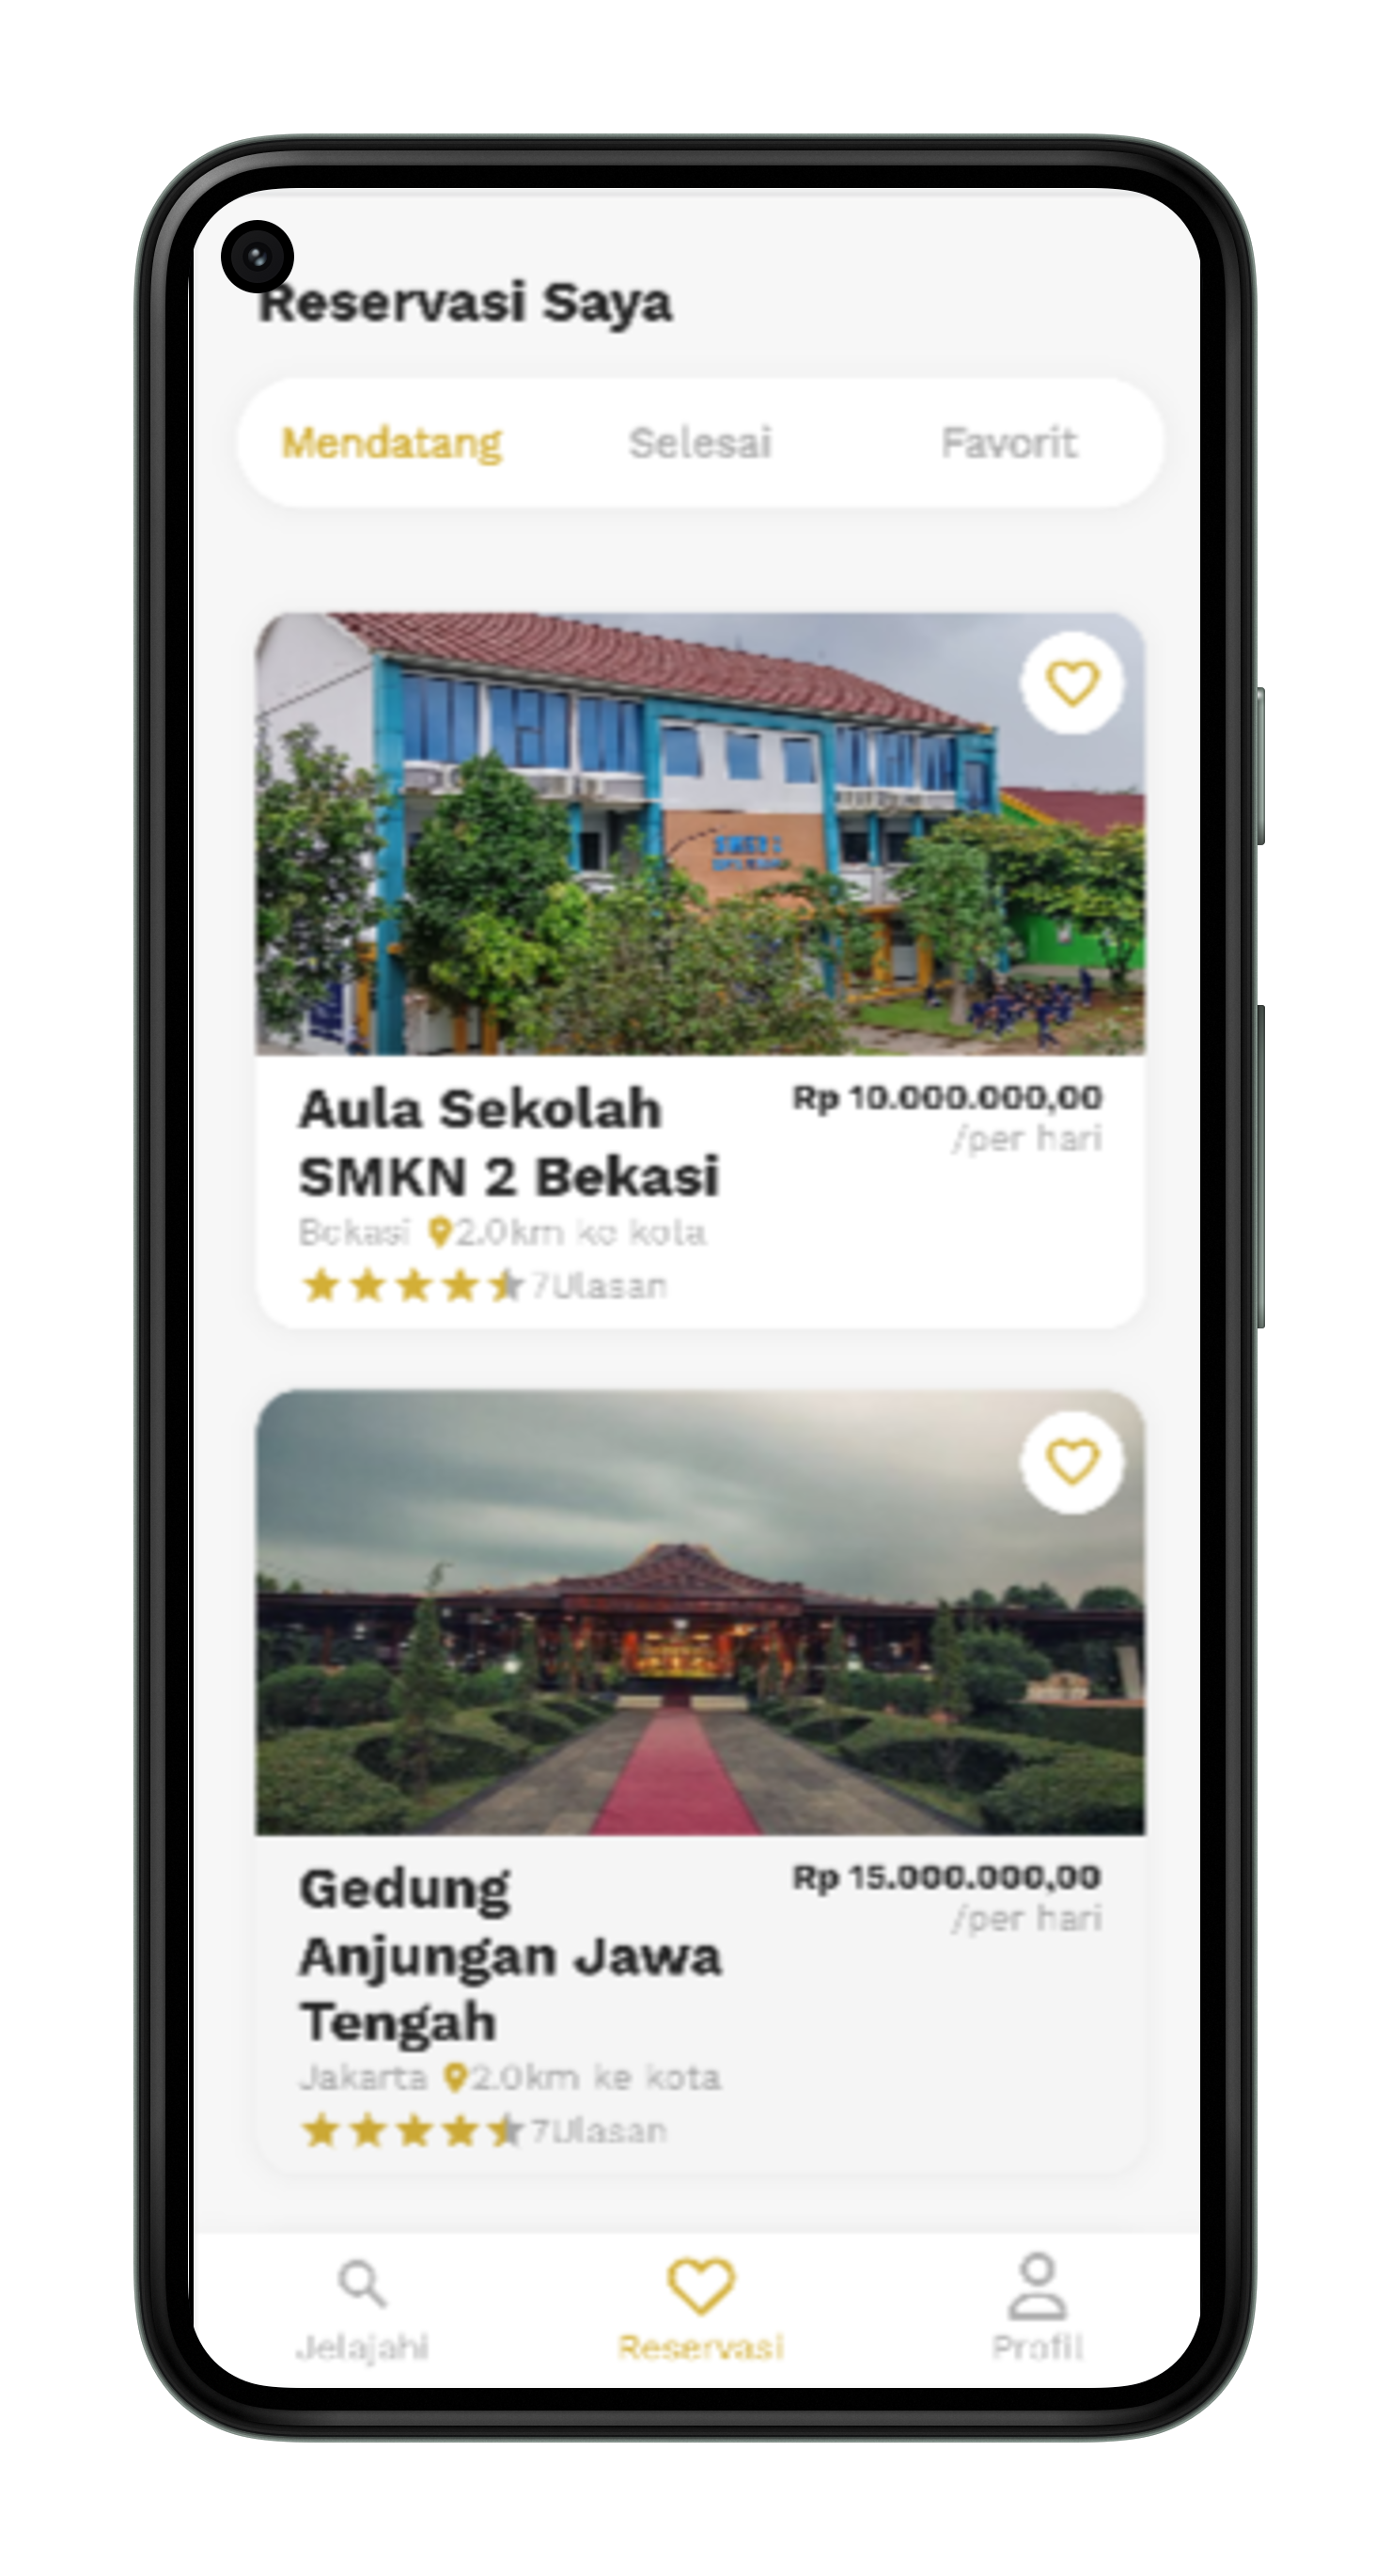 Reservasi Saya
Mendatang Selesai Favorit
Aula Sekolah
SMKN 2 Bekasi
Rp 10.000.000,00
/per hari
Bekasi 2.0km ke kota
7Ulasan
Gedung
Anjungan Jawa
Tengah
Rp 15.000.000,00
/per hari
Jakarta 2.0km ke kota
7Ulasan
Jelajahi Reservasi Profil